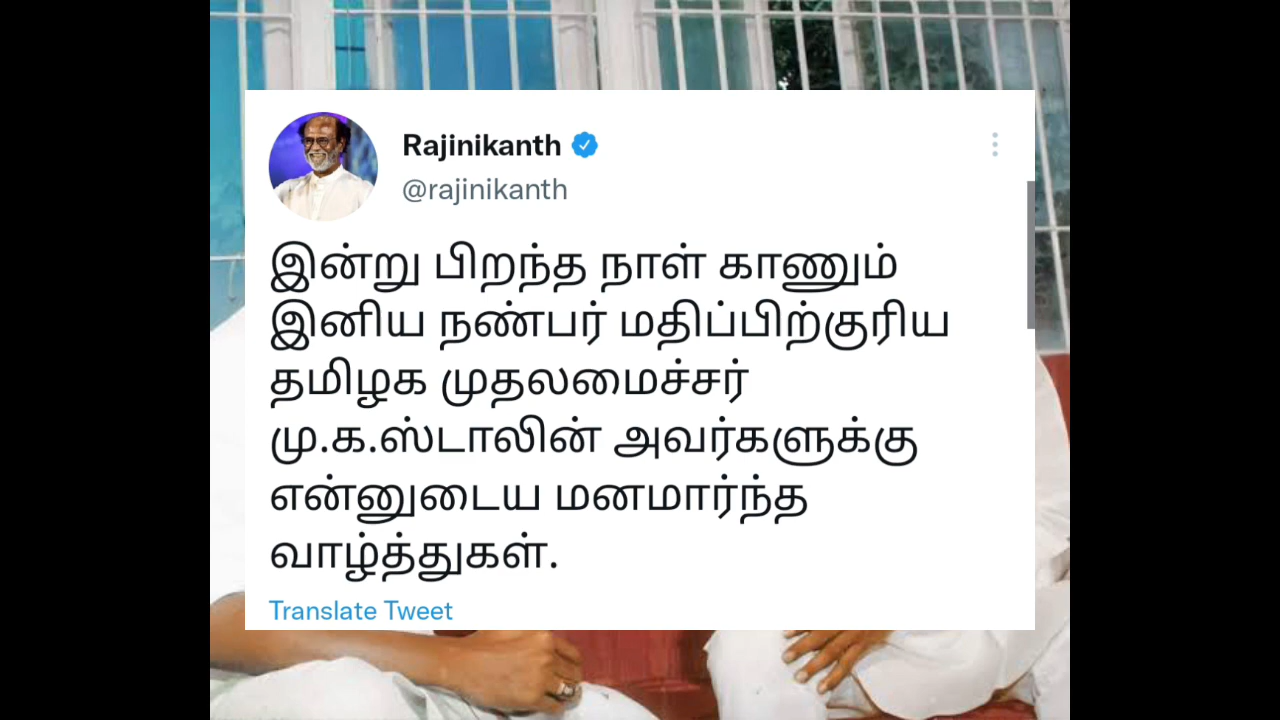 Rajinikanth
@rajinikanth
இன்று பிறந்த நாள் காணும்
இனிய நண்பர் மதிப்பிற்குரிய
தமிழக முதலமைச்சர்
மு.க.ஸ்டாலின் அவர்களுக்கு
என்னுடைய மனமார்ந்த
வாழ்த்துகள்.
Translate Tweet